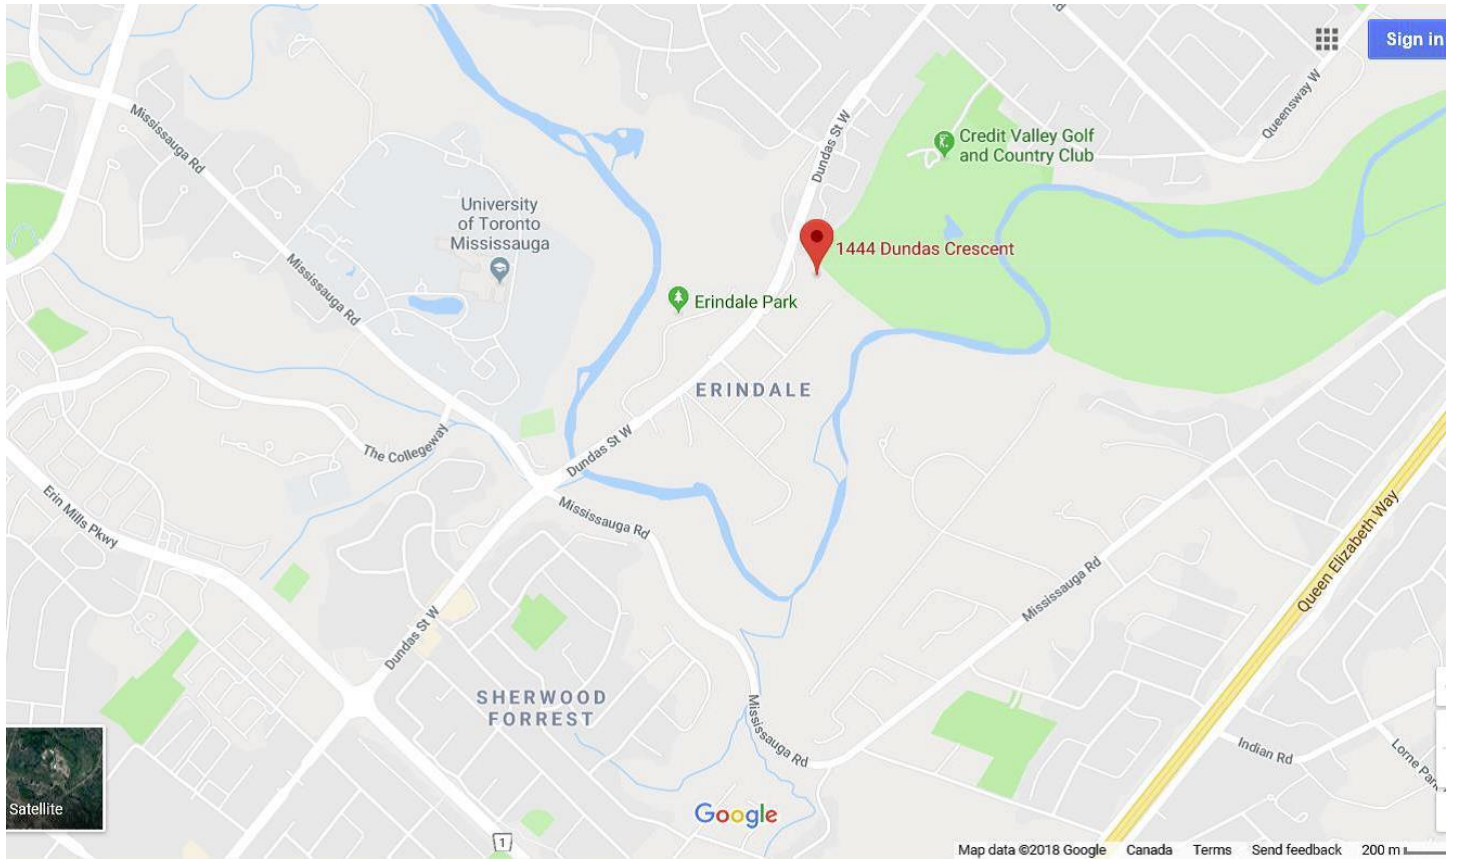 Sign in
Mississauga Rd
Dundas St W
Queensway W
Credit Valley Golf
and Country Club
University
of Toronto
Mississauga
1444 Dundas Crescent
Mississauga Rd
Erindale Park
ERINDALE
The Collegeway
Dundas St W
Erin Mills Pkwy
Mississauga Rd
Queen Elizabeth Way
Mississauga Rd
Dundas St W
SHERWOOD
FORREST
Mississauga Rd
Indian Rd
Lorne Park
Satellite
Google
1
Map data ©2018 Google Canada Terms Send feedback 200 m